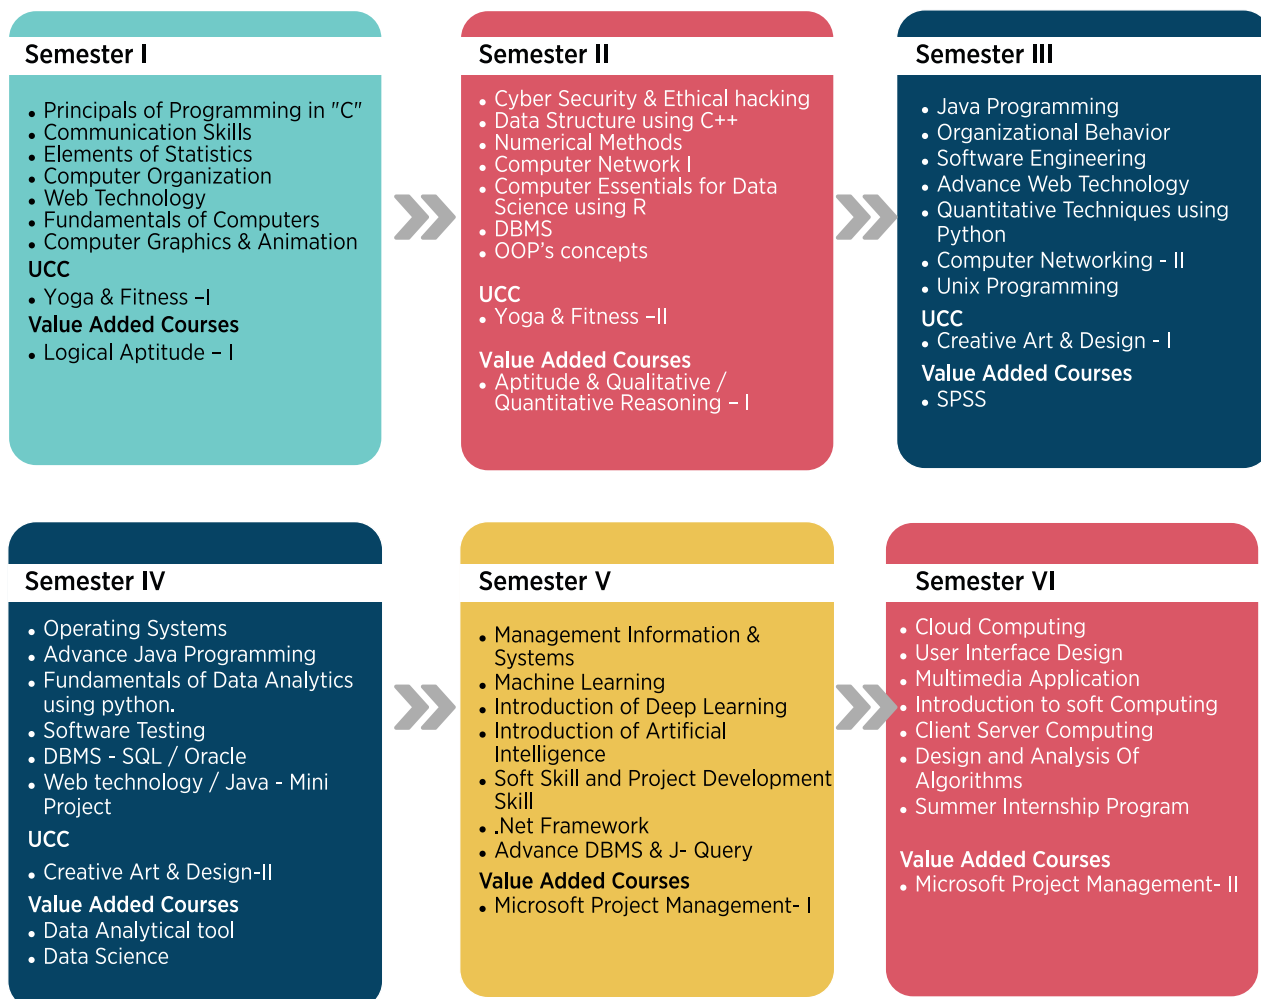 Semester I
• Principals of Programming in "C"
• Communication Skills
• Elements of Statistics
• Computer Organization
• Web Technology
• Fundamentals of Computers
• Computer Graphics & Animation
UCC
• Yoga & Fitness –I
Value Added Courses
• Logical Aptitude – I
Semester II
• Cyber Security & Ethical hacking
• Data Structure using C++
• Numerical Methods
• Computer Network I
• Computer Essentials for Data
Science using R
• DBMS
• OOP’s concepts
UCC
• Yoga & Fitness –II
Value Added Courses
• Aptitude & Qualitative /
Quantitative Reasoning – I
Semester III
• Java Programming
• Organizational Behavior
• Software Engineering
• Advance Web Technology
• Quantitative Techniques using
Python
• Computer Networking - II
• Unix Programming
UCC
• Creative Art & Design - I
Value Added Courses
• SPSS
Semester IV
• Operating Systems
• Advance Java Programming
• Fundamentals of Data Analytics
using python.
• Software Testing
• DBMS - SQL / Oracle
• Web technology / Java - Mini
Project
UCC
• Creative Art & Design-II
Value Added Courses
• Data Analytical tool
• Data Science
Semester V
• Management Information &
Systems
• Machine Learning
• Introduction of Deep Learning
• Introduction of Artificial
Intelligence
• Soft Skill and Project Development
Skill
• .Net Framework
• Advance DBMS & J- Query
Value Added Courses
• Microsoft Project Management- I
Semester VI
• Cloud Computing
• User Interface Design
• Multimedia Application
• Introduction to soft Computing
• Client Server Computing
• Design and Analysis Of
Algorithms
• Summer Internship Program
Value Added Courses
• Microsoft Project Management- II